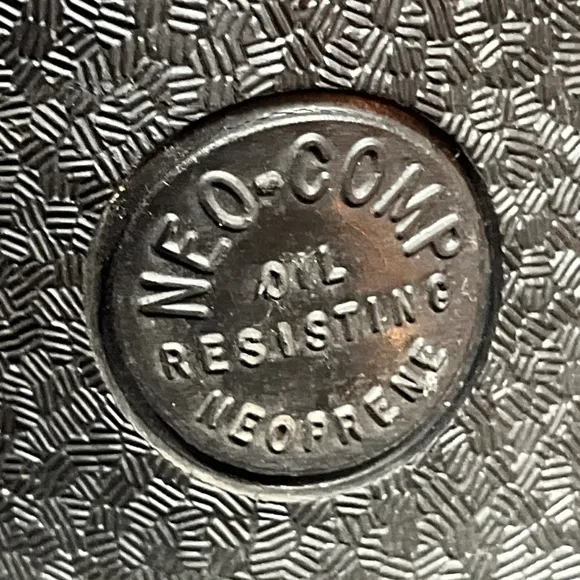 NEO-COMP
OIL
RESISTING
NEOPRENE